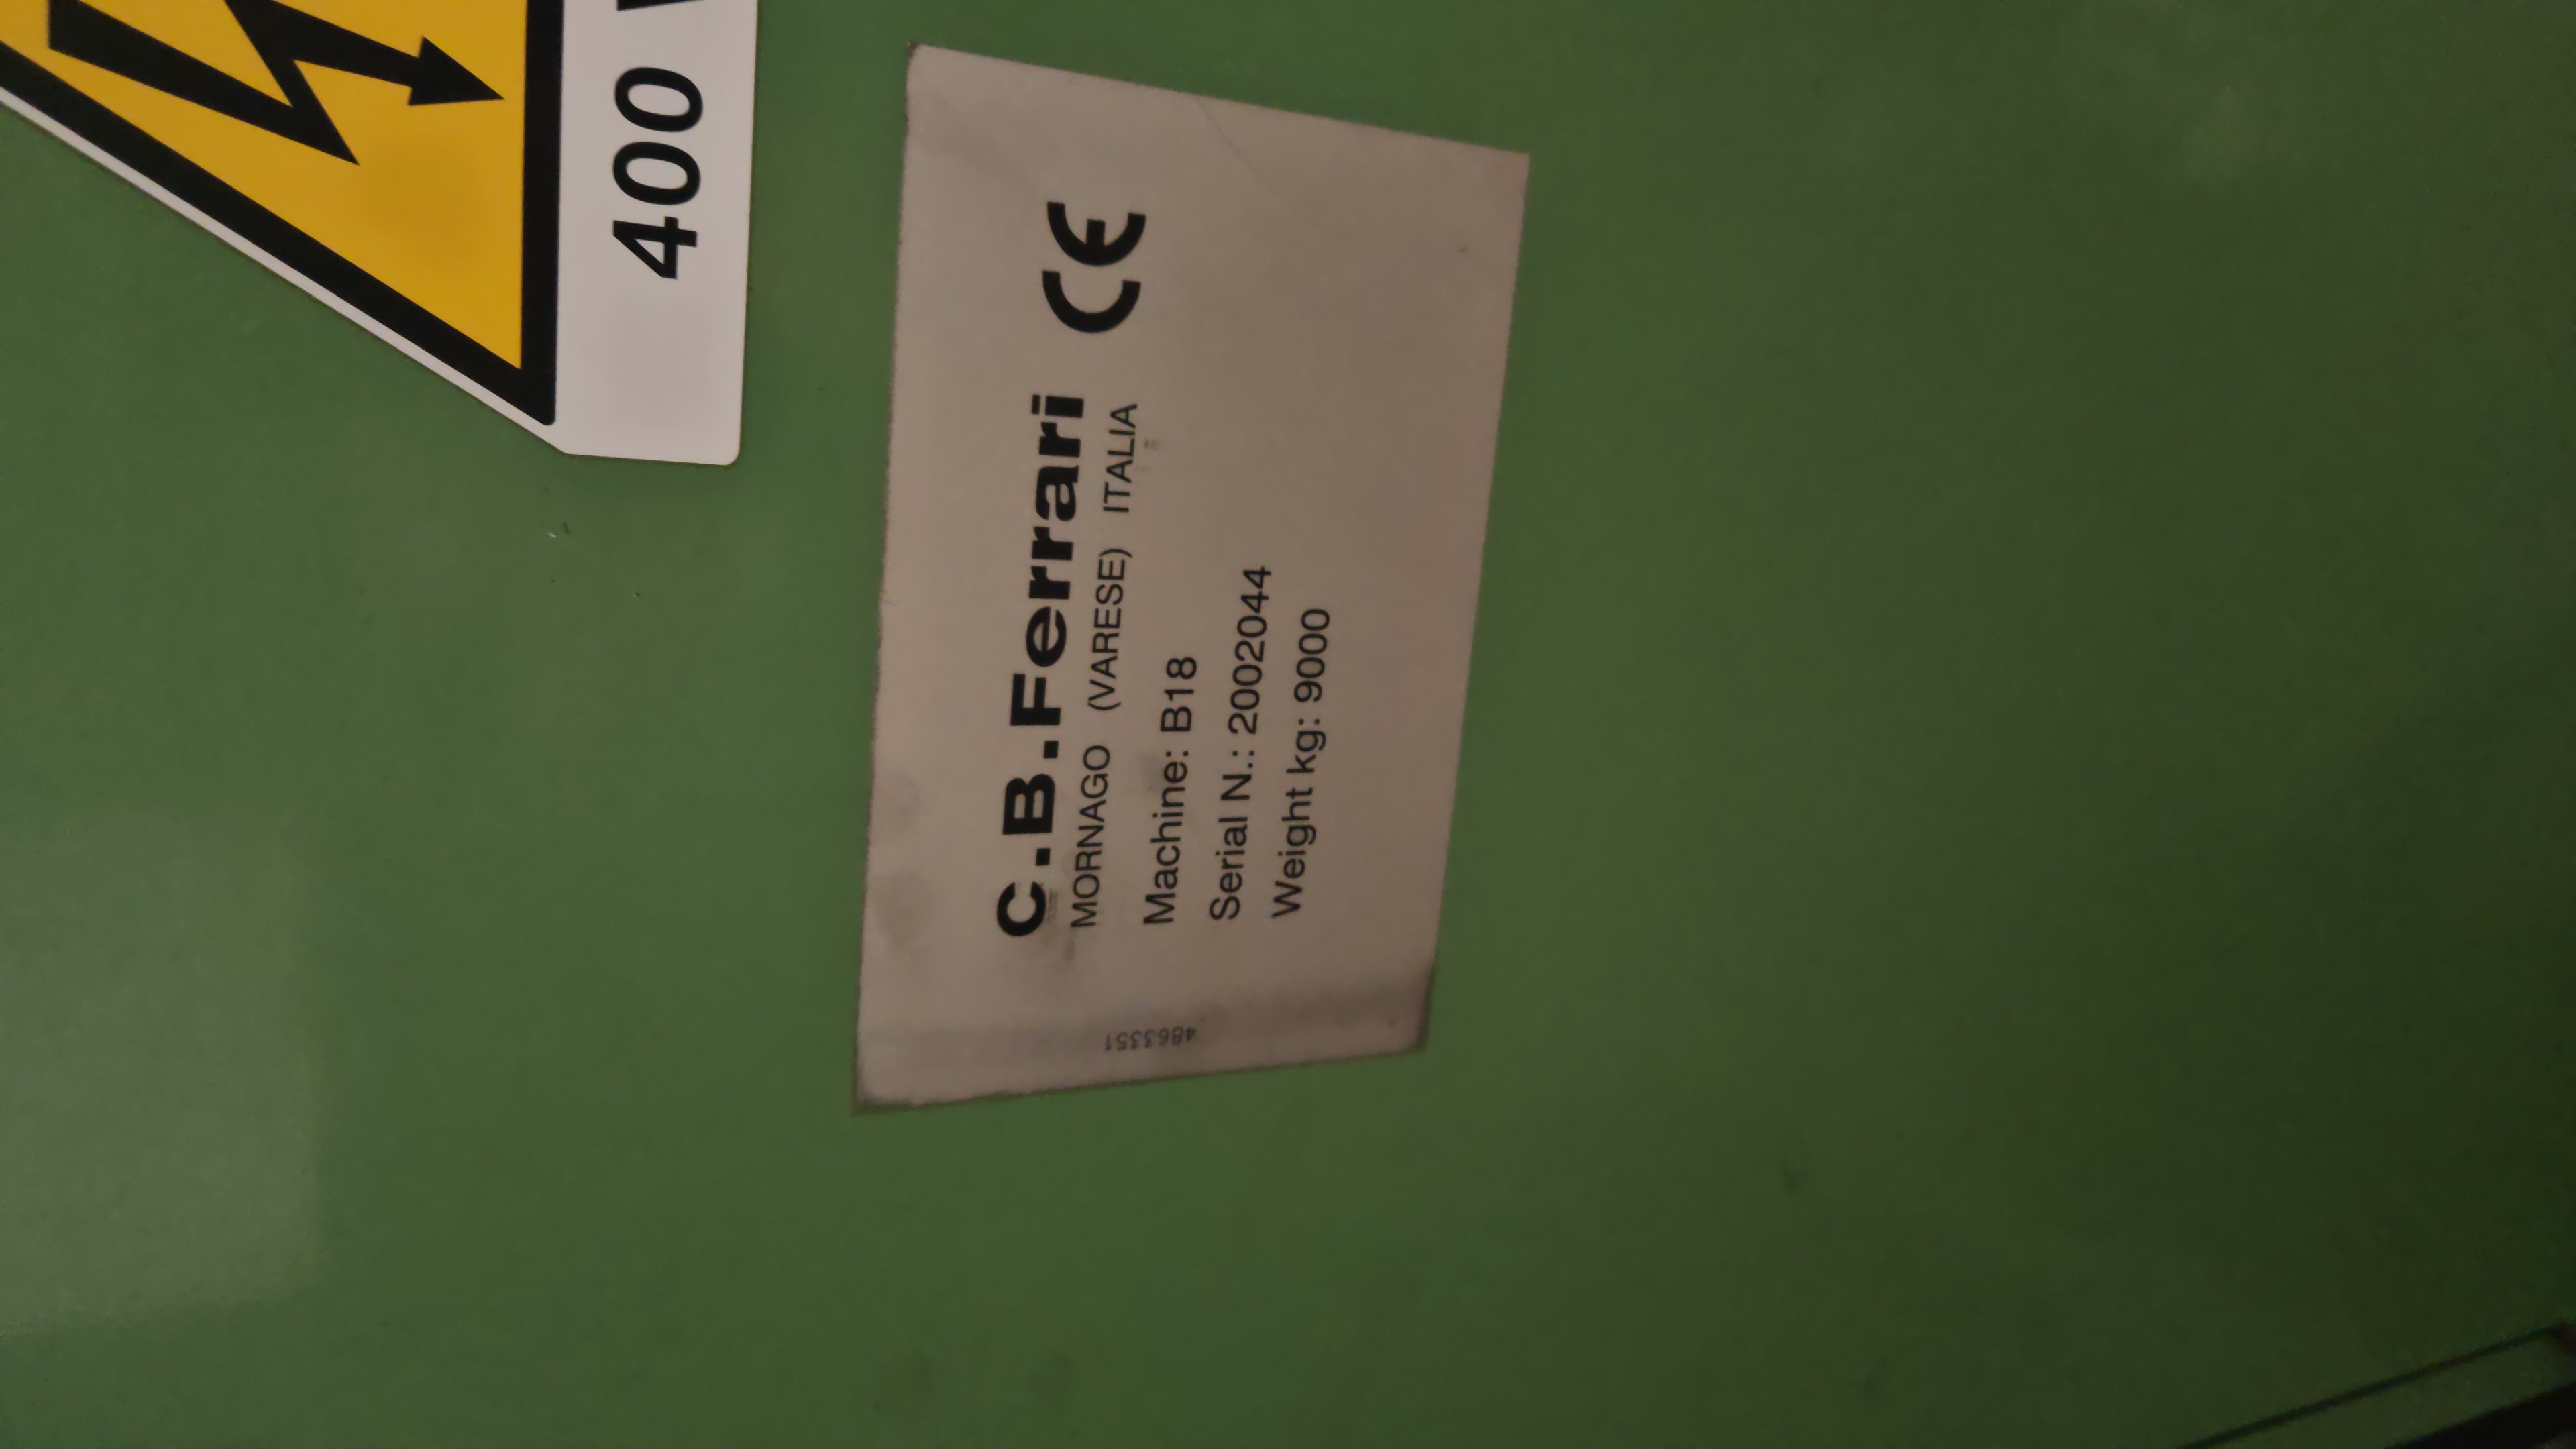 400 V
C.B.Ferrari CE
MORNAGO (VARESE) ITALIA
Machine: B18
Serial N.: 2002044
Weight kg: 9000
4863351